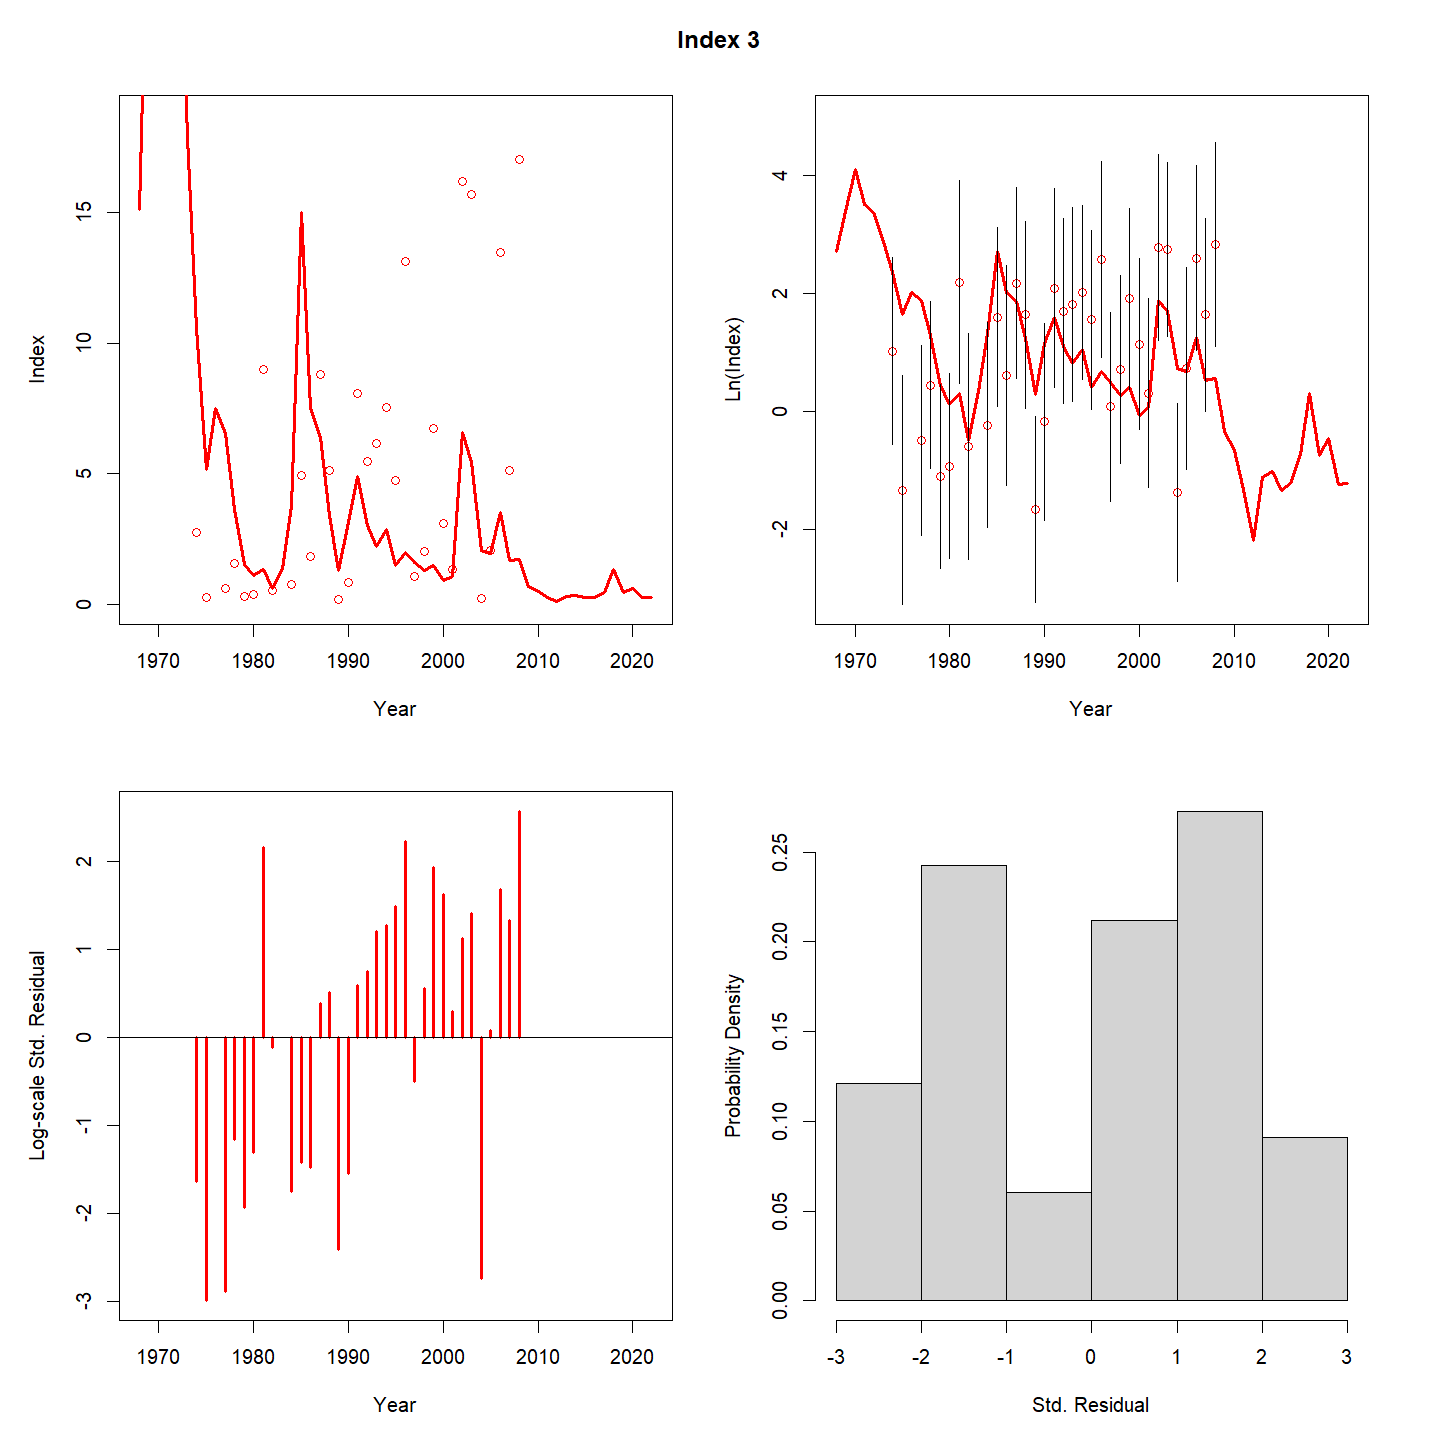 Index 3
Index
0 5 10 15
1970 1980 1990 2000 2010 2020
Year
Ln(Index)
-2 0 2 4
1970 1980 1990 2000 2010 2020
Year
Log-scale Std. Residual
-3 -2 -1 0 1 2
1970 1980 1990 2000 2010 2020
Year
Probability Density
0.00 0.05 0.10 0.15 0.20 0.25
-3 -2 -1 0 1 2 3
Std. Residual